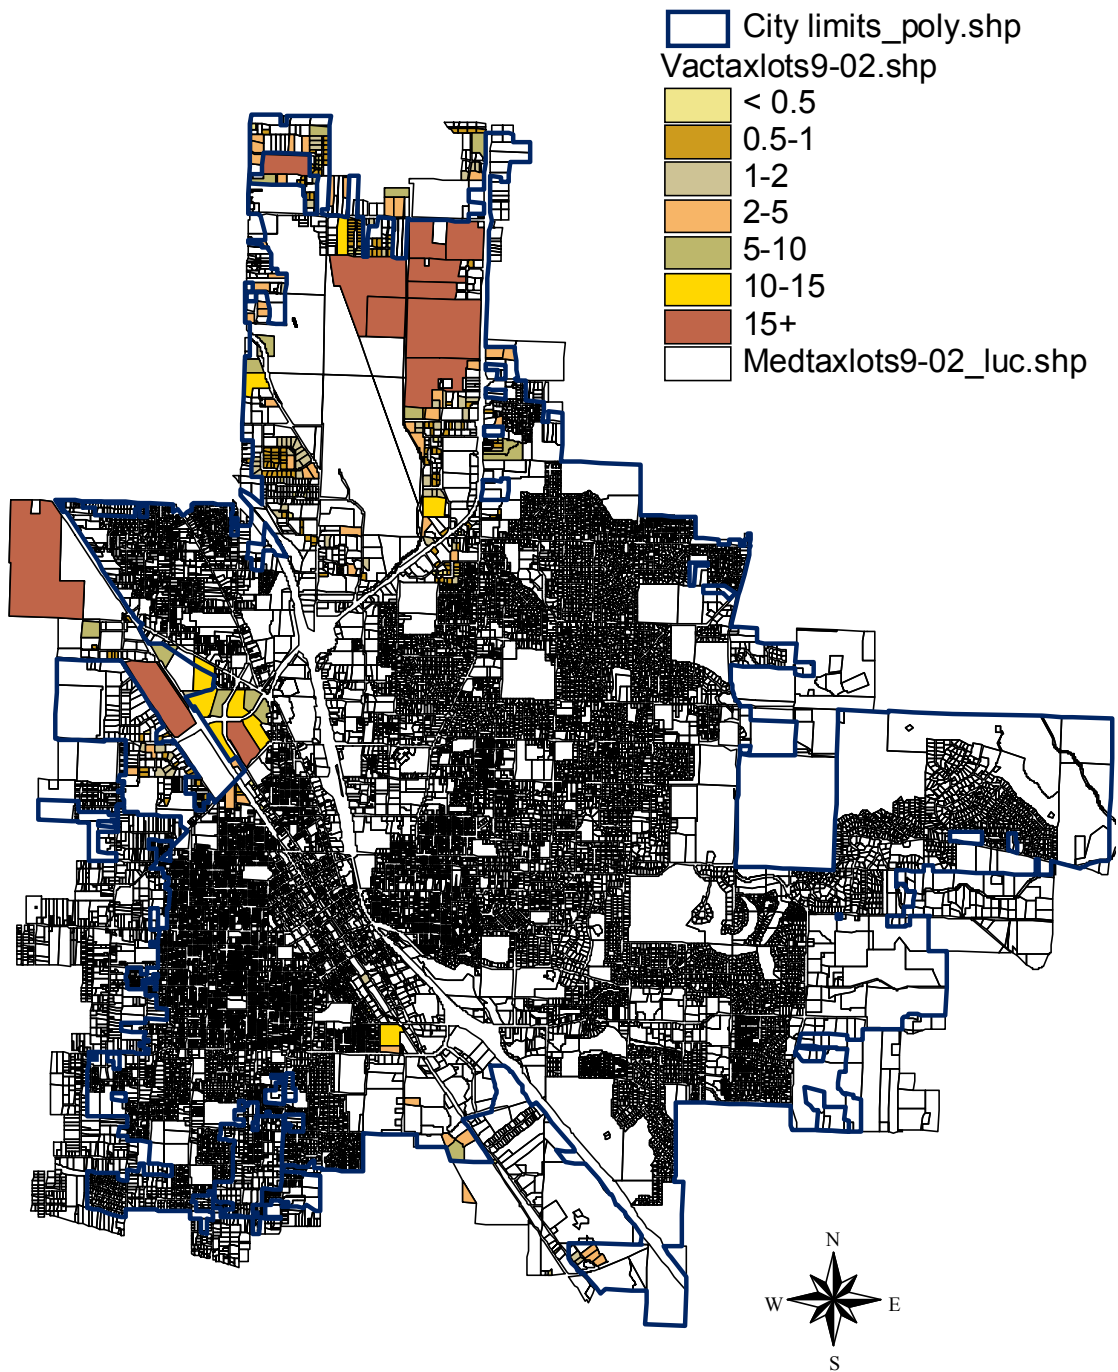 City limits_poly.shp
Vactaxlots9-02.shp
< 0.5
0.5-1
1-2
2-5
5-10
10-15
15+
Medtaxlots9-02_luc.shp
N
W E
S